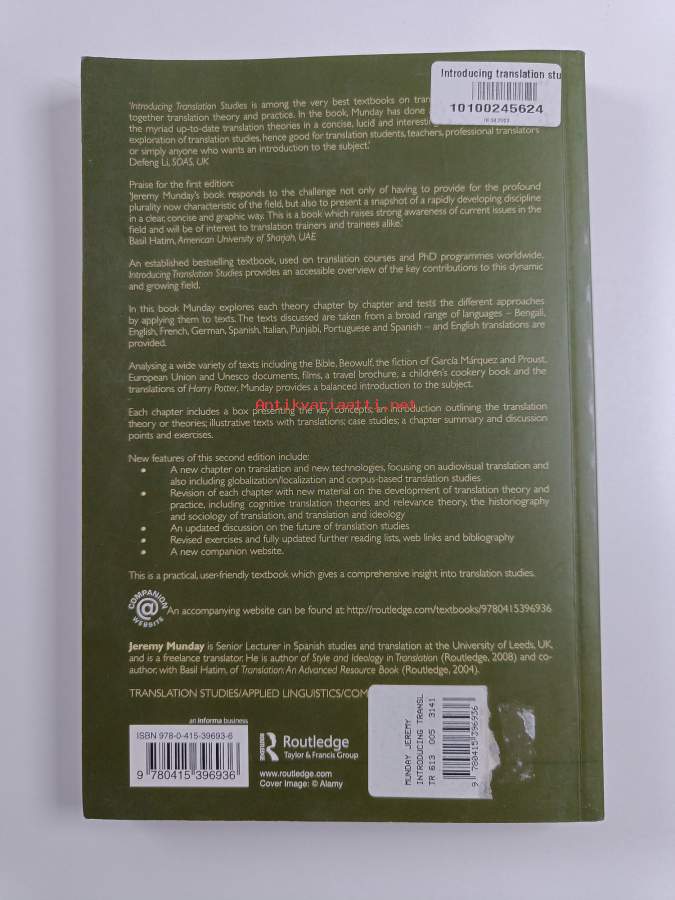 Introducing translation stu
10100245624
'Introducing Translation Studies is among the very best textbooks on tran
together translation theory and practice. In the book, Munday has done
the myriad up-to-date translation theories in a concise, lucid and interesti
exploration of translation studies, hence good for translation students, teachers, professional translators
or simply anyone who wants an introduction to the subject.'
Defeng Li, SOAS, UK
Praise for the first edition:
'Jeremy Munday's book responds to the challenge not only of having to provide for the profound
plurality now characteristic of the field, but also to present a snapshot of a rapidly developing discipline
in a clear, concise and graphic way. This is a book which raises strong awareness of current issues in the
field and will be of interest to translation trainers and trainees alike.'
Basil Hatim, American University of Sharjah, UAE
An established bestselling textbook, used on translation courses and PhD programmes worldwide,
Introducing Translation Studies provides an accessible overview of the key contributions to this dynamic
and growing field.
In this book Munday explores each theory chapter by chapter and tests the different approaches
by applying them to texts. The texts discussed are taken from a broad range of languages – Bengali,
English, French, German, Spanish, Italian, Punjabi, Portuguese and Spanish – and English translations are
provided.
Analysing a wide variety of texts including the Bible, Beowulf, the fiction of García Márquez and Proust,
European Union and Unesco documents, films, a travel brochure, a children's cookery book and the
translations of Harry Potter, Munday provides a balanced introduction to the subject.
Antikvariaatti.net
Each chapter includes a box presenting the key concepts; an introduction outlining the translation
theory or theories; illustrative texts with translations; case studies; a chapter summary and discussion
points and exercises.
New features of this second edition include:
• A new chapter on translation and new technologies, focusing on audiovisual translation and
also including globalization/localization and corpus-based translation studies
• Revision of each chapter with new material on the development of translation theory and
practice, including cognitive translation theories and relevance theory, the historiography
and sociology of translation, and translation and ideology
• An updated discussion on the future of translation studies
• Revised exercises and fully updated further reading lists, web links and bibliography
• A new companion website.
This is a practical, user-friendly textbook which gives a comprehensive insight into translation studies.
COMPANION @ WEBSITE
An accompanying website can be found at: http://routledge.com/textbooks/9780415396936
Jeremy Munday is Senior Lecturer in Spanish studies and translation at the University of Leeds, UK
and is a freelance translator. He is author of Style and Ideology in Translation (Routledge, 2008) and co-
author, with Basil Hatim, of Translation: An Advanced Resource Book (Routledge, 2004).
TRANSLATION STUDIES/APPLIED LINGUISTICS/COM
an informa business
ISBN 978-0-415-39693-6
9 780415 396936
ROUTLEDGE
Routledge
Taylor & Francis Group
www.routledge.com
Cover Image: © Alamy
MUNDAY JEREMY
INTRODUCING TRANSL
TR 613 005 3141
9 780415 396936